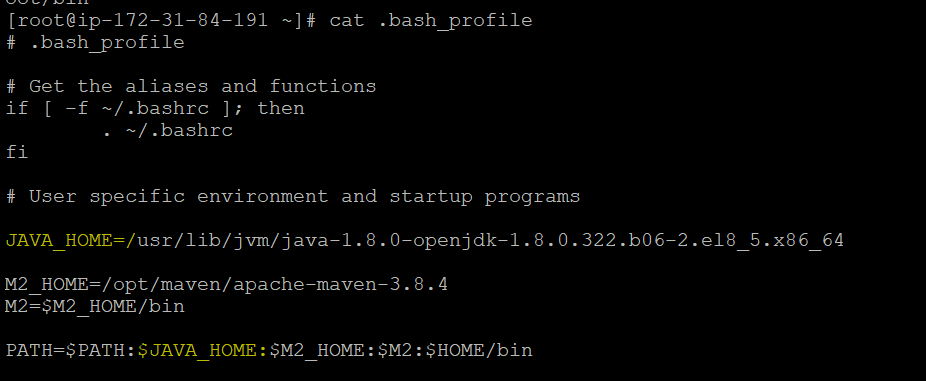 [root@ip-172-31-84-191 ~]# cat .bash_profile
# .bash_profile
# Get the aliases and functions
if [ -f ~/.bashrc ]; then
        . ~/.bashrc
fi
# User specific environment and startup programs
JAVA_HOME=/usr/lib/jvm/java-1.8.0-openjdk-1.8.0.322.b06-2.el8_5.x86_64
M2_HOME=/opt/maven/apache-maven-3.8.4
M2=$M2_HOME/bin
PATH=$PATH:$JAVA_HOME:$M2_HOME:$M2:$HOME/bin